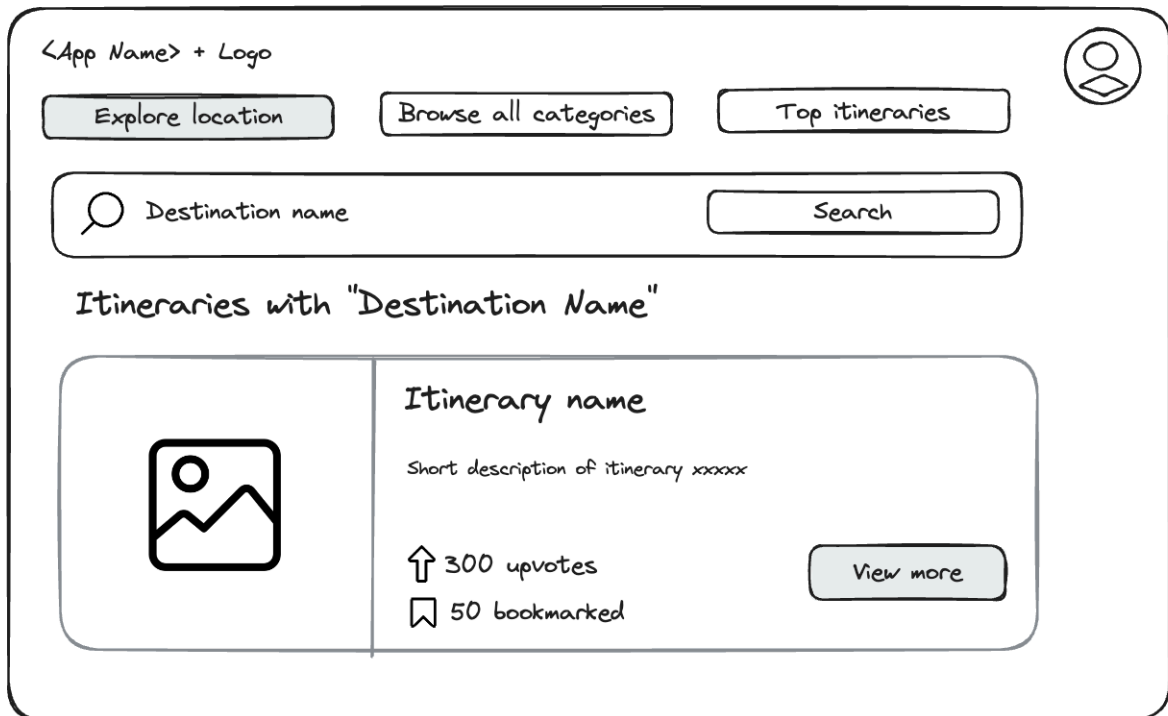 <App Name> + Logo
Explore location
Browse all categories
Top itineraries
Destination name
Search
Itineraries with "Destination Name"
Itinerary name
Short description of itinerary xxxxx
300 upvotes
View more
50 bookmarked